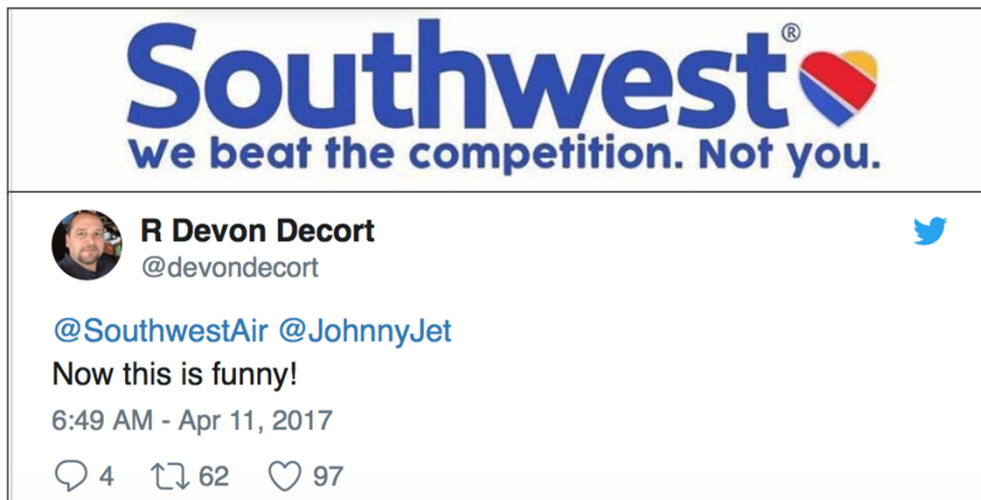 Southwest®
We beat the competition. Not you.
R Devon Decort
@devondecort
@SouthwestAir @JohnnyJet
Now this is funny!
6:49 AM - Apr 11, 2017
4 62 97